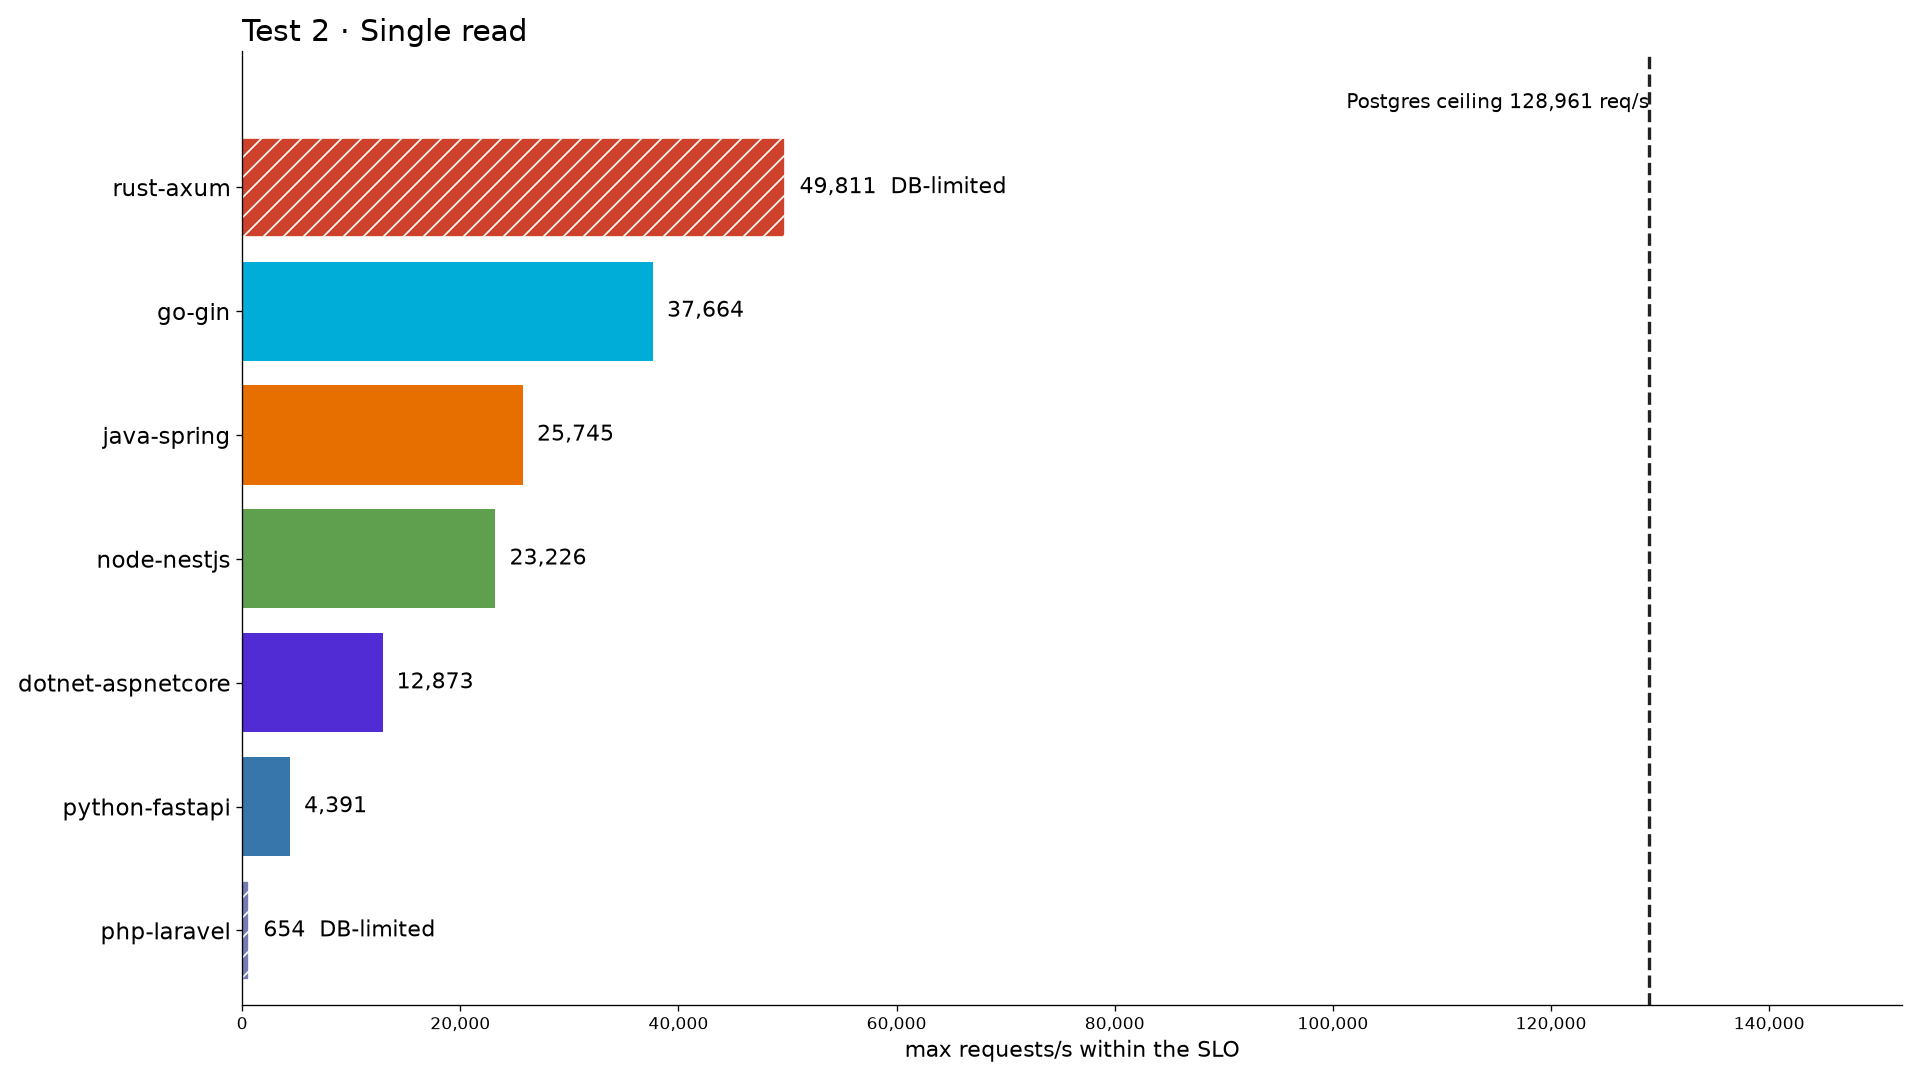 Test 2 · Single read
Postgres ceiling 128,961 req/s
rust-axum
49,811  DB-limited
go-gin
37,664
java-spring
25,745
node-nestjs
23,226
dotnet-aspnetcore
12,873
python-fastapi
4,391
php-laravel
654  DB-limited
0
20,000
40,000
60,000
80,000
100,000
120,000
140,000
max requests/s within the SLO